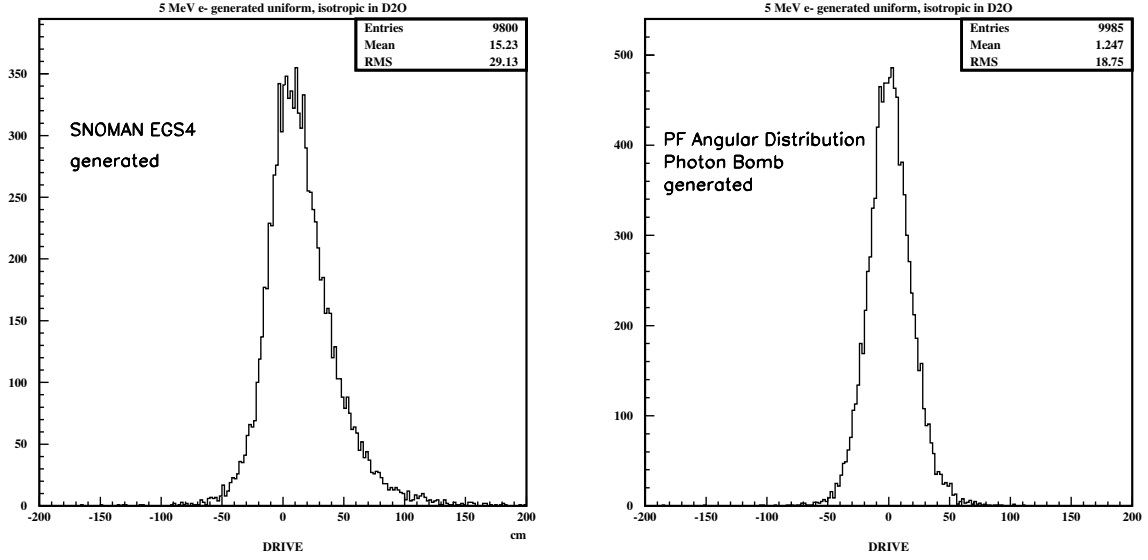 5 MeV e- generated uniform, isotropic in D2O
Entries 9800
Mean 15.23
RMS 29.13
SNOMAN EGS4
generated
350
300
250
200
150
100
50
0
-200 -150 -100 -50 0 50 100 150 200
cm
DRIVE
5 MeV e- generated uniform, isotropic in D2O
Entries 9985
Mean 1.247
RMS 18.75
PF Angular Distribution
Photon Bomb
generated
500
400
300
200
100
0
-200 -150 -100 -50 0 50 100 150 200
DRIVE